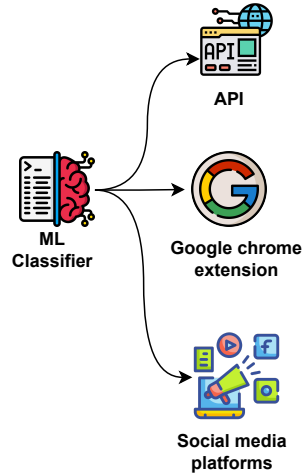 API
API
>_
ML
Classifier
Google chrome
extension
Social media
platforms